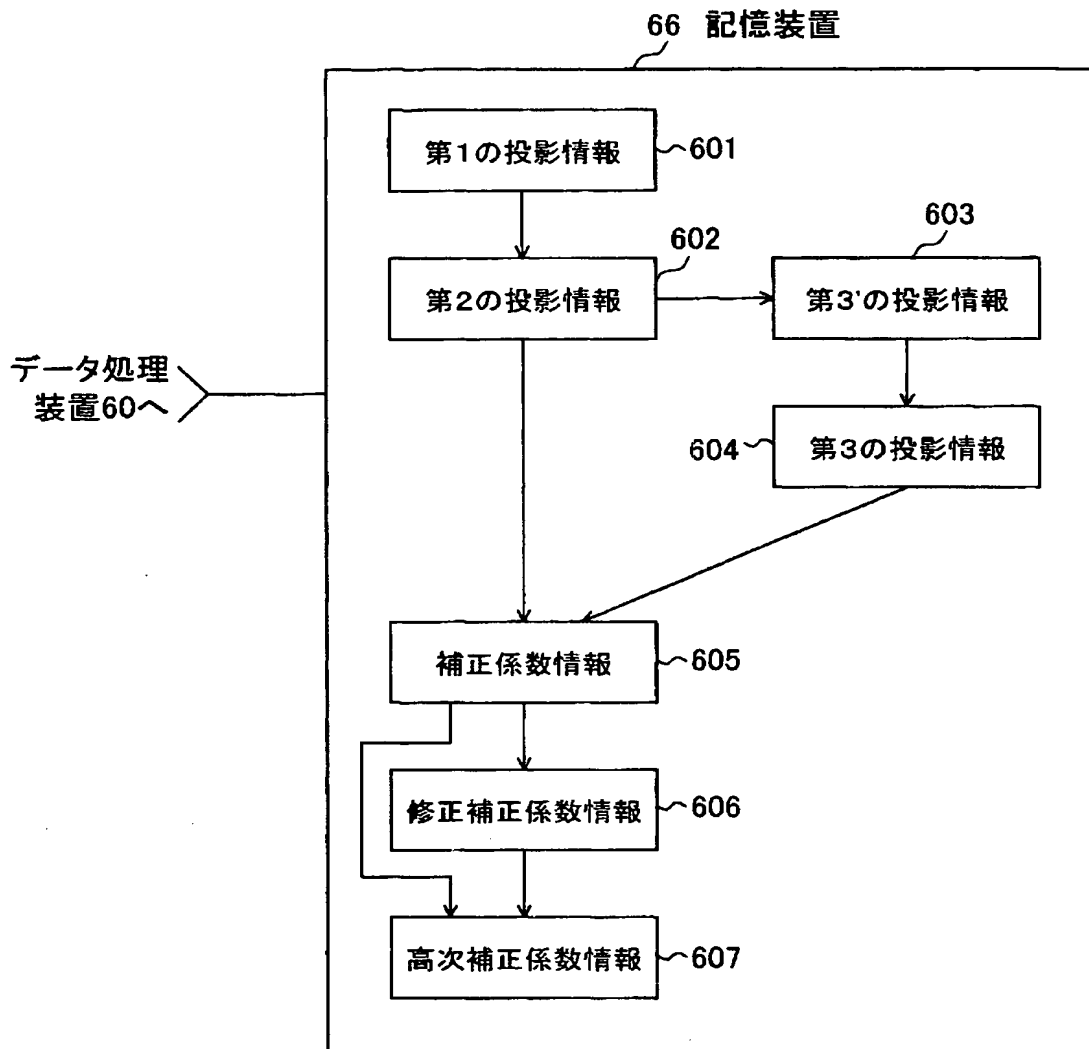 66 記憶装置
第1の投影情報 601
602
603
第2の投影情報
第3'の投影情報
データ処理
装置60へ
604 第3の投影情報
補正係数情報 605
修正補正係数情報 606
高次補正係数情報 607